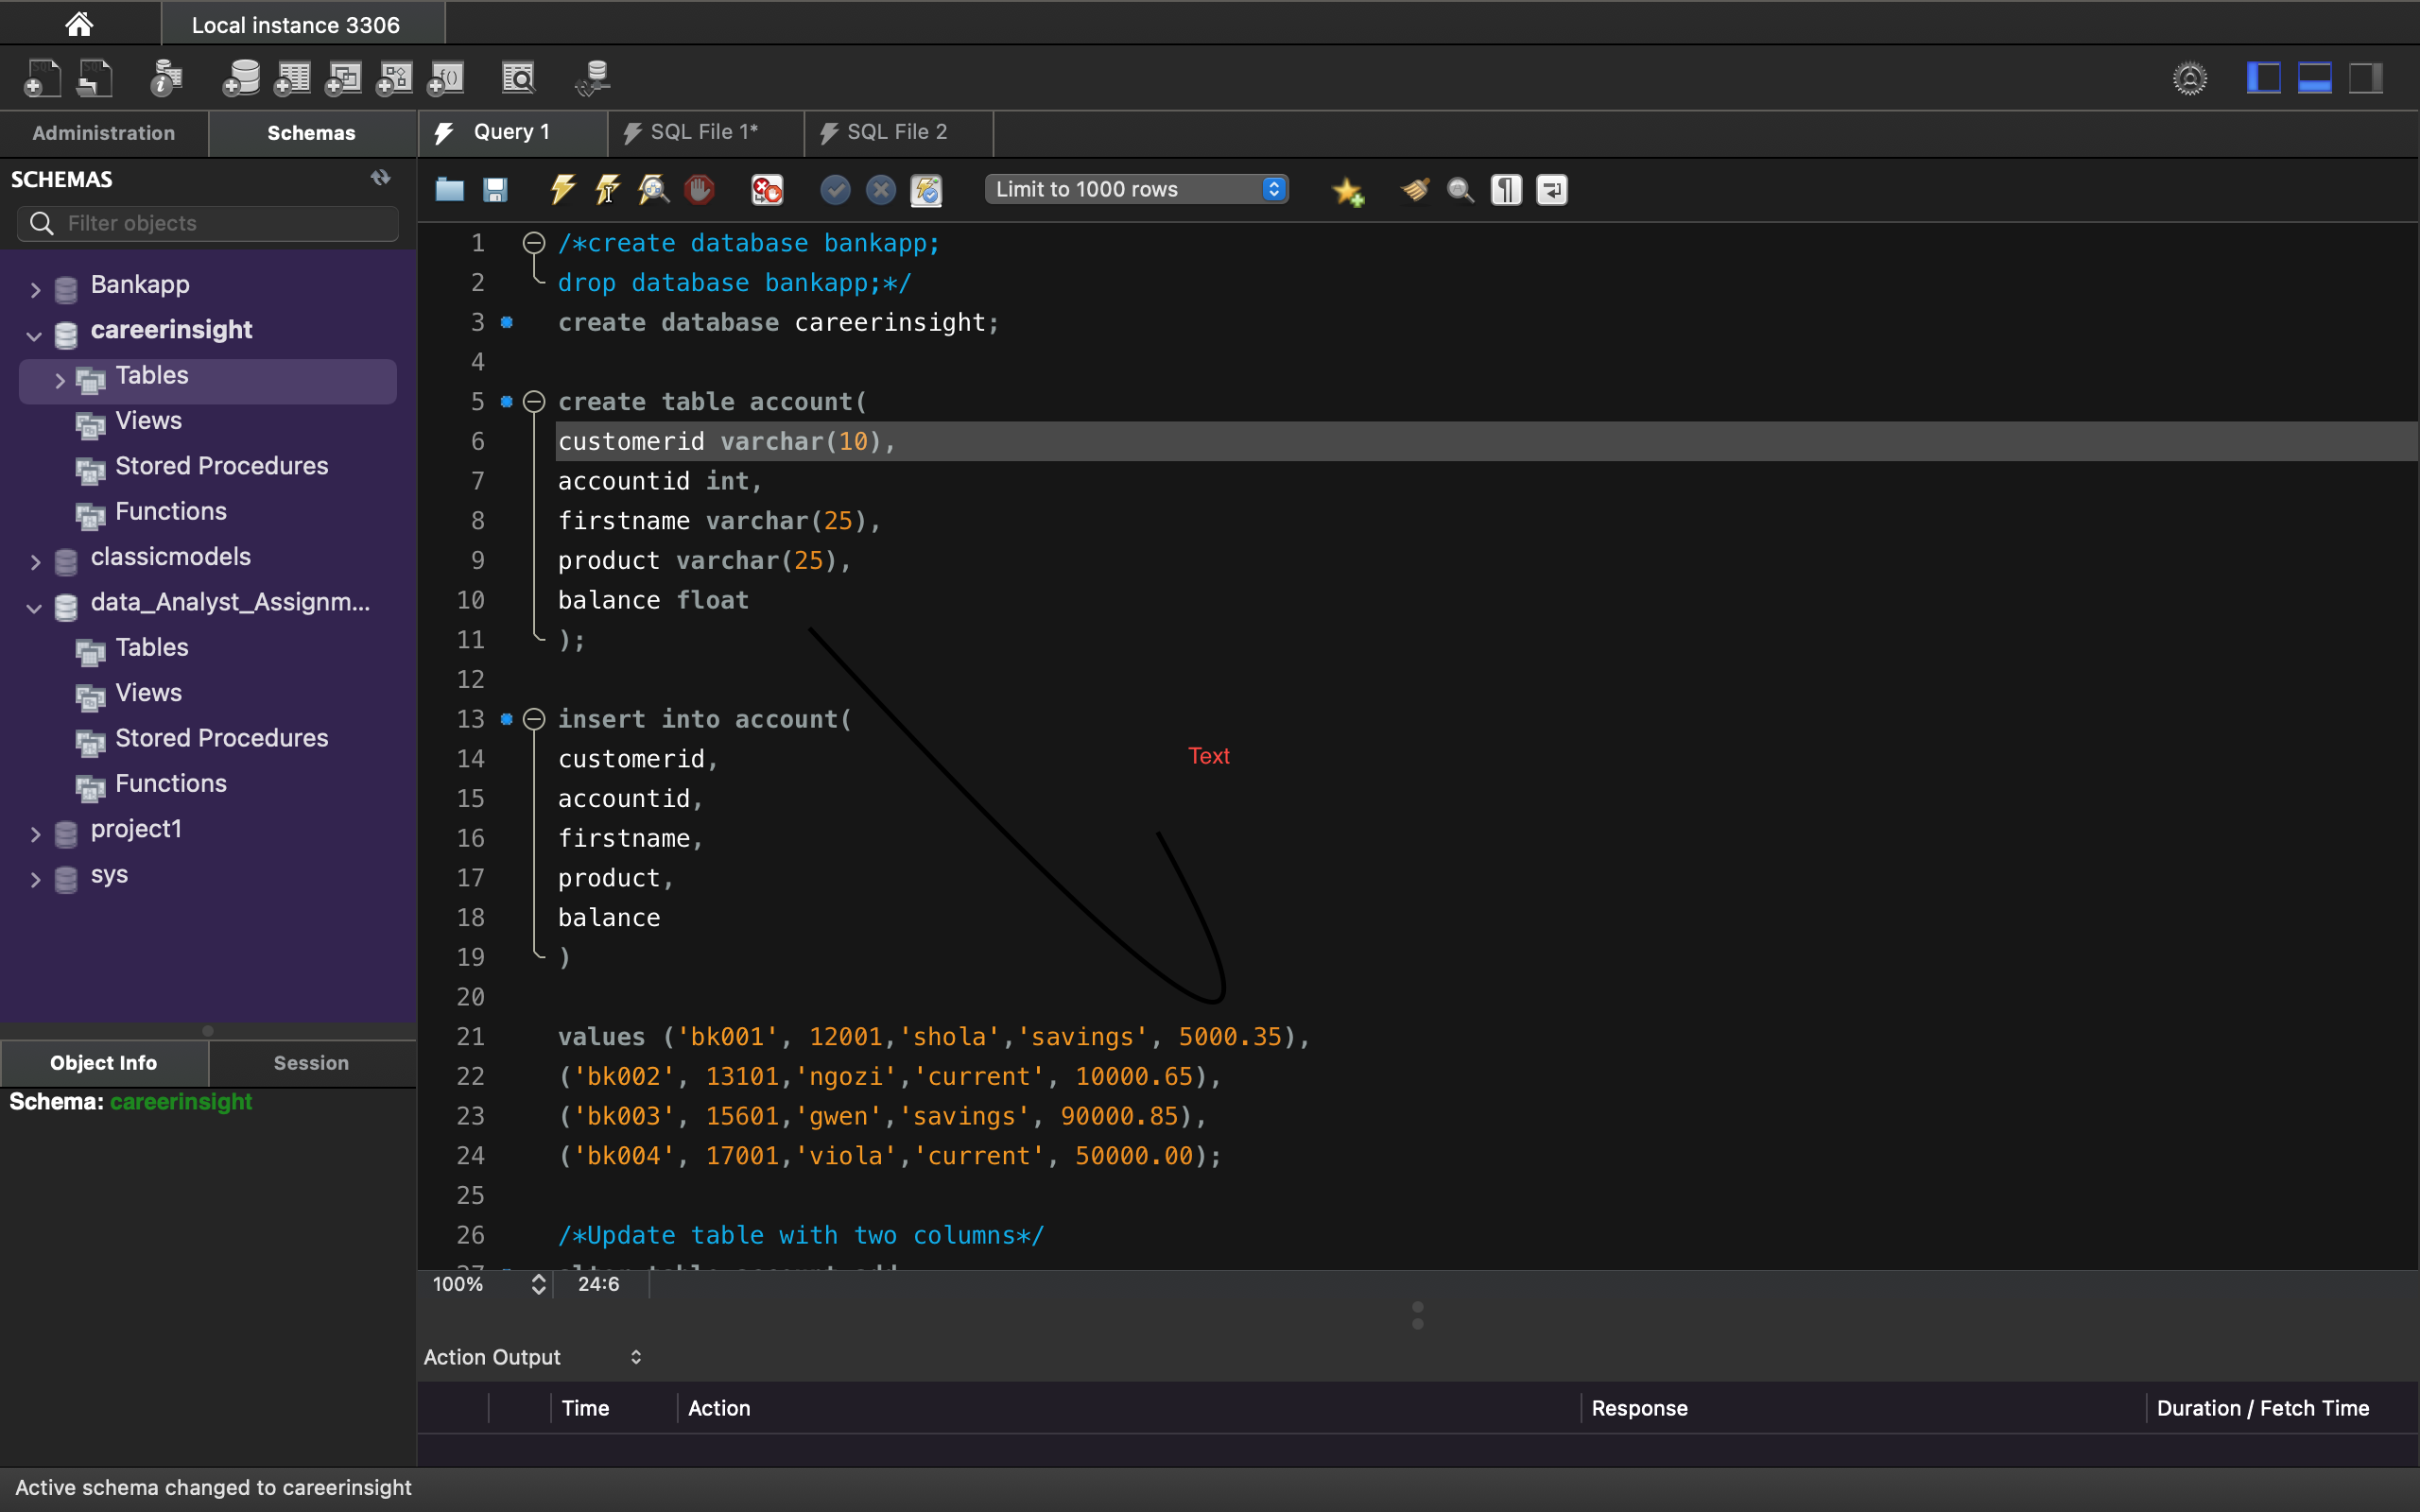 Local instance 3306
Administration
Schemas
Query 1
SQL File 1*
SQL File 2
SCHEMAS
Filter objects
Limit to 1000 rows
Bankapp
careerinsight
Tables
Views
Stored Procedures
Functions
classicmodels
data_Analyst_Assignm...
Tables
Views
Stored Procedures
Functions
project1
sys
Object Info
Session
Schema: careerinsight
1 /*create database bankapp;
2 drop database bankapp;*/
3 create database careerinsight;
4
5 create table account(
6 customerid varchar(10),
7 accountid int,
8 firstname varchar(25),
9 product varchar(25),
10 balance float
11 );
12
13 insert into account(
14 customerid,
15 accountid,
16 firstname,
17 product,
18 balance
19 )
20
21 values ('bk001', 12001,'shola','savings', 5000.35),
22 ('bk002', 13101,'ngozi','current', 10000.65),
23 ('bk003', 15601,'gwen','savings', 90000.85),
24 ('bk004', 17001,'viola','current', 50000.00);
25
26 /*Update table with two columns*/
Text
100%
24:6
Action Output
Time
Action
Response
Duration / Fetch Time
Active schema changed to careerinsight